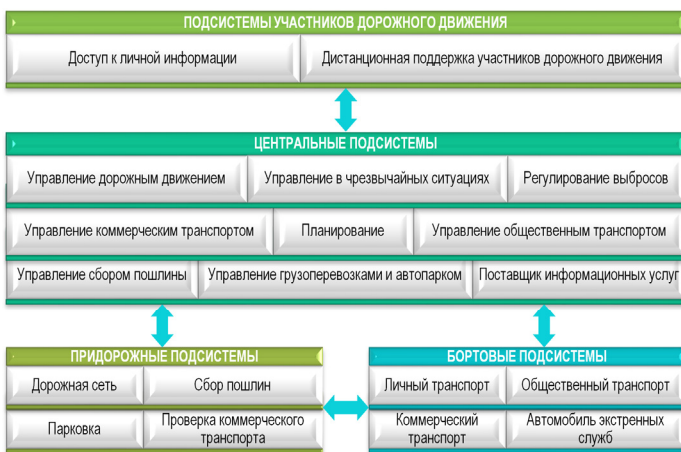 ПОДСИСТЕМЫ УЧАСТНИКОВ ДОРОЖНОГО ДВИЖЕНИЯ
Доступ к личной информации
Дистанционная поддержка участников дорожного движения
ЦЕНТРАЛЬНЫЕ ПОДСИСТЕМЫ
Управление дорожным движением
Управление в чрезвычайных ситуациях
Регулирование выбросов
Управление коммерческим транспортом
Планирование
Управление общественным транспортом
Управление сбором пошлины
Управление грузоперевозками и автопарком
Поставщик информационных услуг
ПРИДОРОЖНЫЕ ПОДСИСТЕМЫ
Дорожная сеть
Сбор пошлин
Парковка
Проверка коммерческого
транспорта
БОРТОВЫЕ ПОДСИСТЕМЫ
Личный транспорт
Общественный транспорт
Коммерческий
транспорт
Автомобиль экстренных
служб